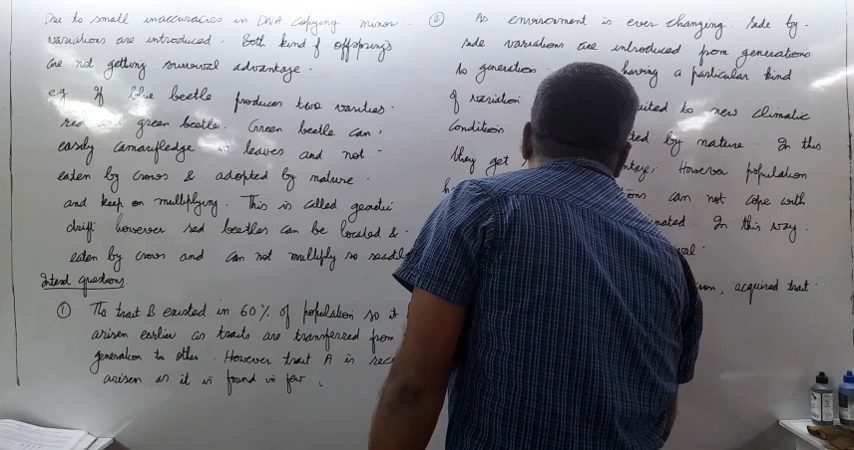 Due to small inaccuracies in DNA copying minor.
variations are introduced. Both kind of offsprings
are not getting survival advantage.
eg If blue beetle produces two varities.
red and green beetle. Green beetle can,
easily camaufledge in leaves and not -
eaten by crows & adopted by nature.
and keep on multiplying. This is called genetic
drift however red beetles can be located &.
eaten by crows and can not multiply so readily
Intext questions
① The trait B existed in 60% of population so it
arisen earlier as traits are transferred from
generation to other. However trait A is
arisen as it is found in few.
② As environment is ever changing. Side by-
side variations are introduced from generations
to generation. having a particular kind
of variation to new climatic
condition by nature. In this
they get However population
can not cope with
In this way.
acquired trait.